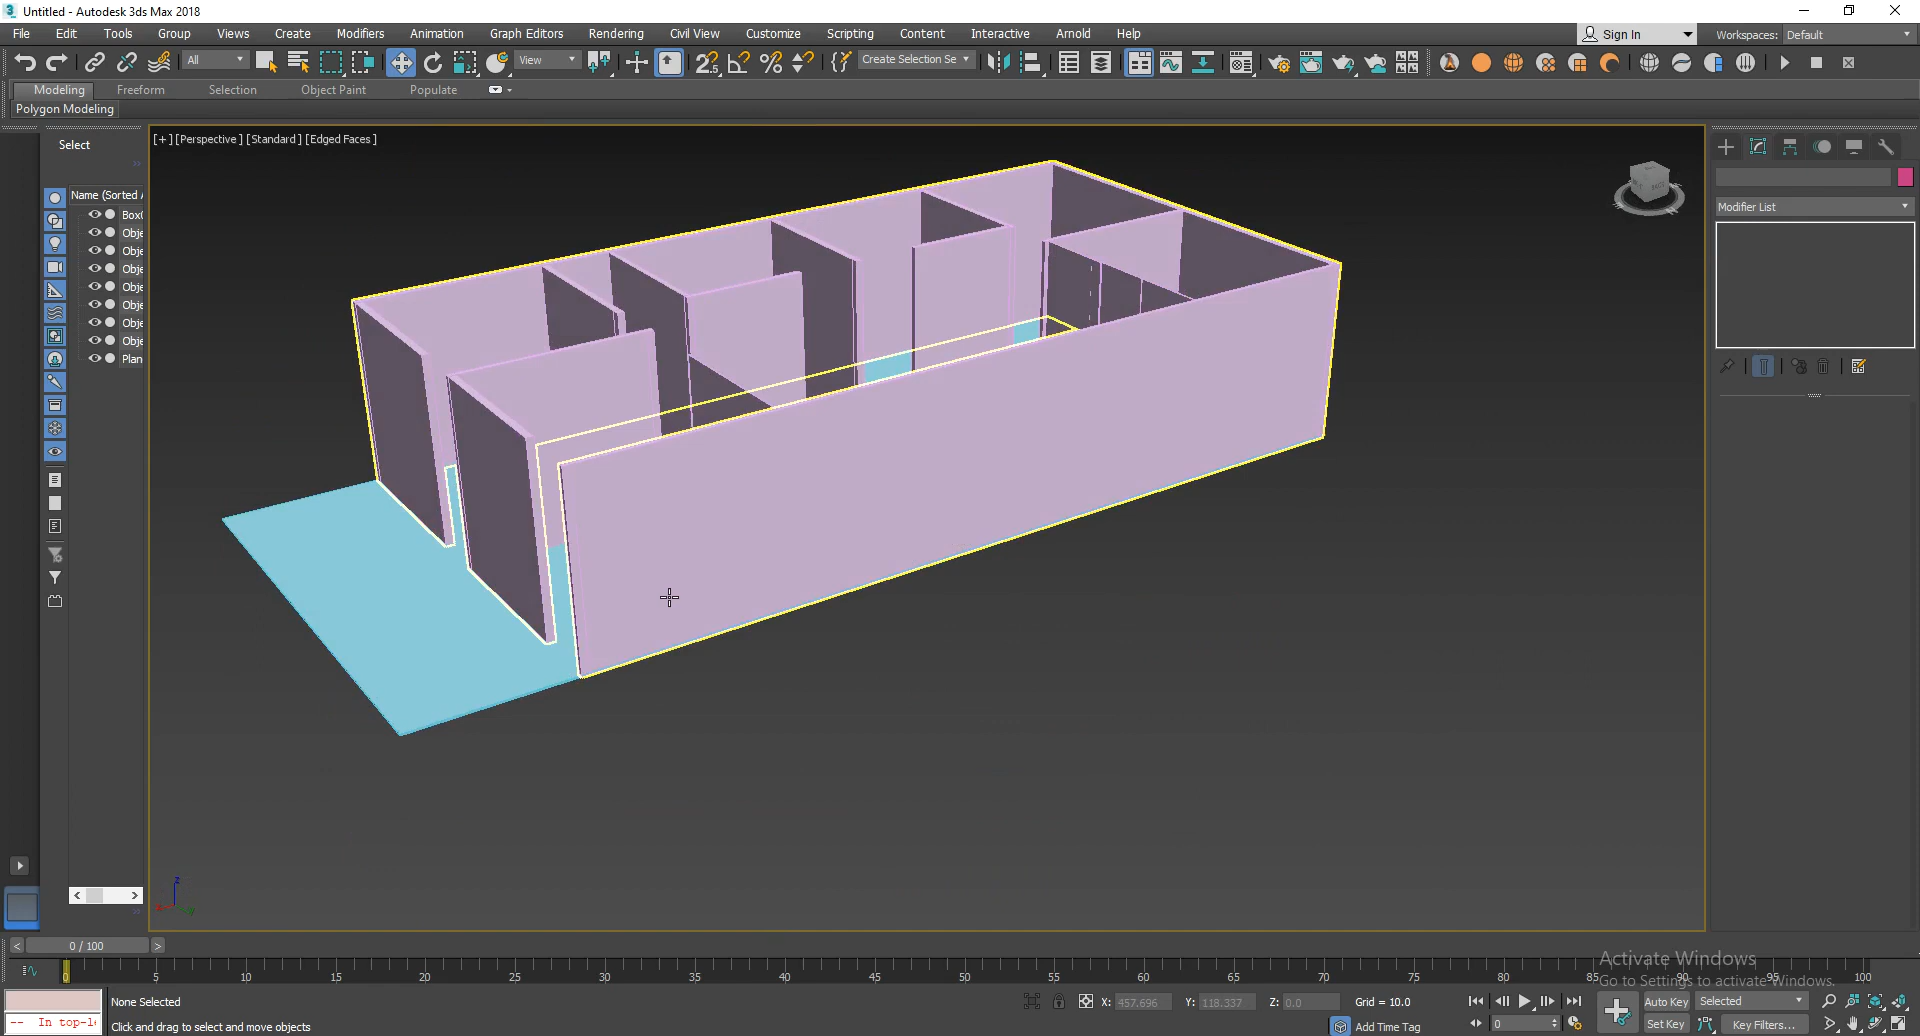 Untitled - Autodesk 3ds Max 2018
File Edit Tools Group Views Create Modifiers Animation Graph Editors Rendering Civil View Customize Scripting Content Interactive Arnold Help Sign In Workspaces: Default
All View Create Selection Se
Modeling Freeform Selection Object Paint Populate
Polygon Modeling
Select
[+] [Perspective] [Standard] [Edged Faces]
Name (Sorted A
Box0
Obje
Obje
Obje
Obje
Obje
Obje
Obje
Plan
Modifier List
z
x
y
< 0 / 100 >
0 5 10 15 20 25 30 35 40 45 50 55 60 65 70 75 80 85 90 95 100
Activate Windows
Go to Settings to activate Windows.
None Selected X: 457.696 Y: 118.337 Z: 0.0 Grid = 10.0 Auto Key Selected
-- In top-le Click and drag to select and move objects Add Time Tag 0 Set Key Key Filters...